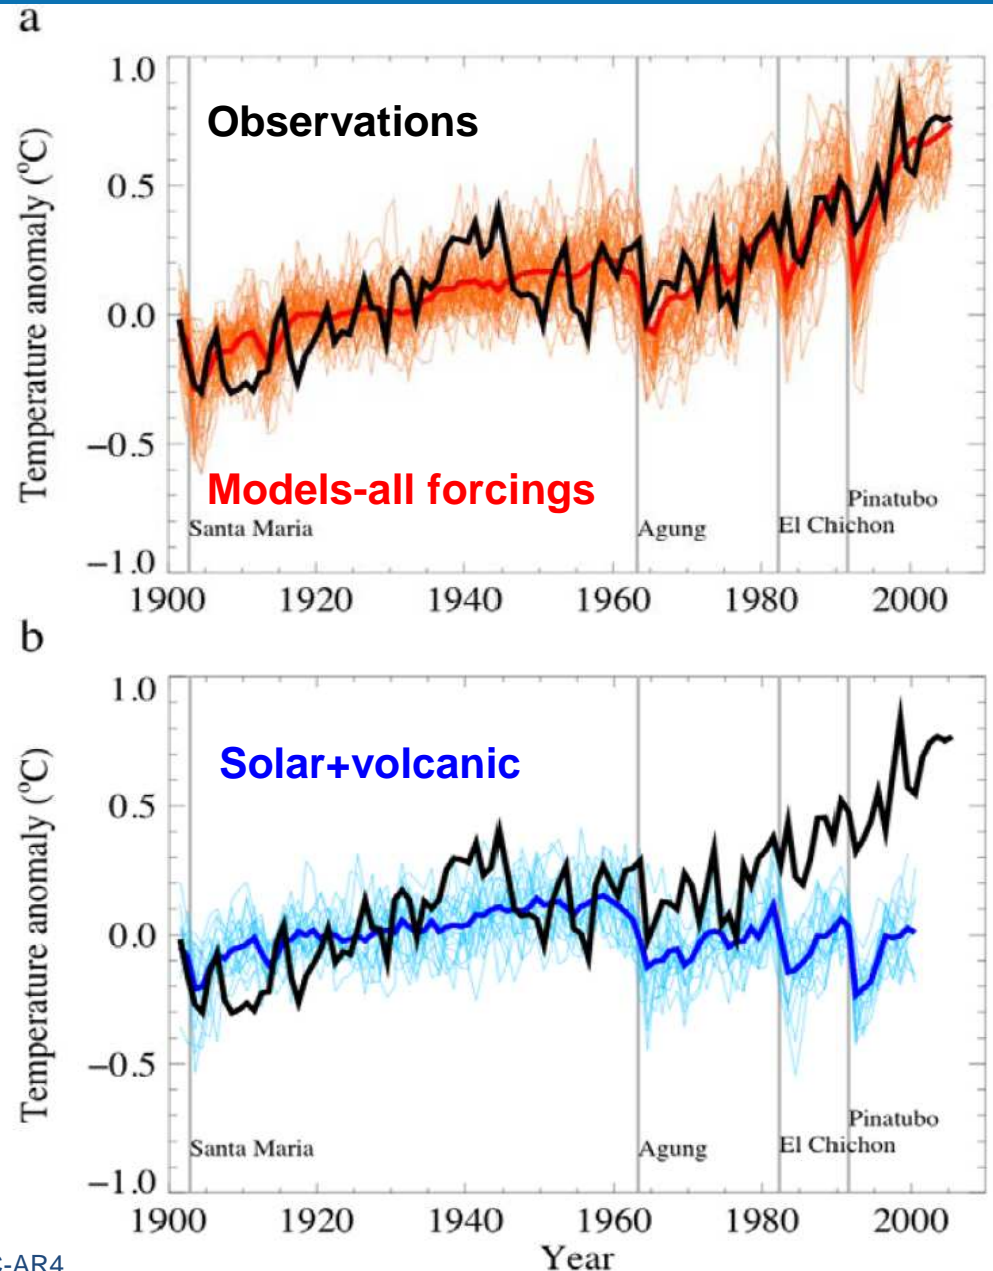 a
Temperature anomaly (°C)
1.0
0.5
0.0
−0.5
−1.0
Observations
Models-all forcings
Santa Maria
Agung
El Chichon
Pinatubo
1900 1920 1940 1960 1980 2000
b
Temperature anomaly (°C)
1.0
0.5
0.0
−0.5
−1.0
Solar+volcanic
Santa Maria
Agung
El Chichon
Pinatubo
1900 1920 1940 1960 1980 2000
Year
C-AR4